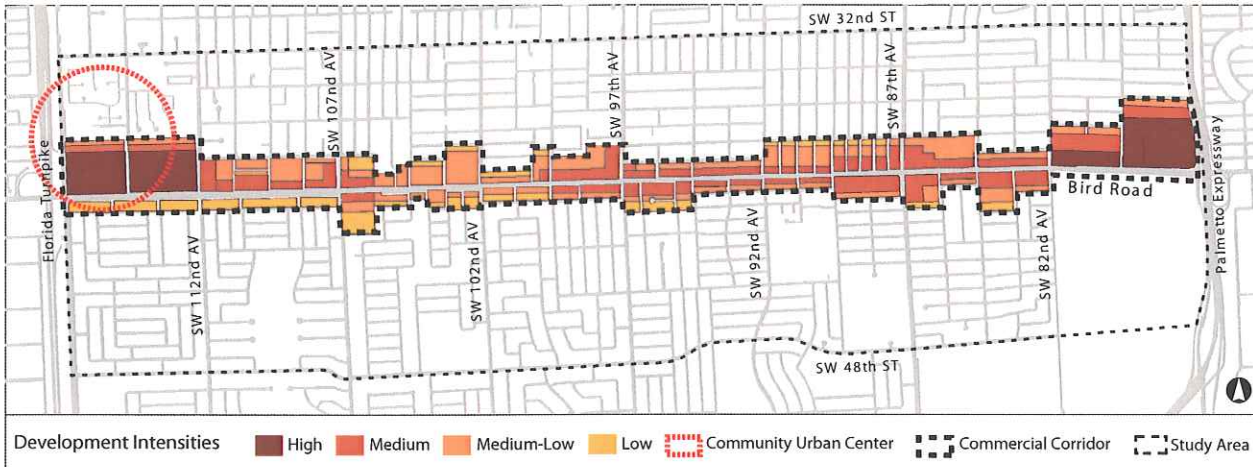 SW 32nd ST
Florida Turnpike
SW 107nd AV
SW 97th AV
SW 87th AV
Palmetto Expressway
Bird Road
SW 112nd AV
SW 102nd AV
SW 92nd AV
SW 82nd AV
SW 48th ST
Development Intensities High Medium Medium-Low Low Community Urban Center Commercial Corridor Study Area